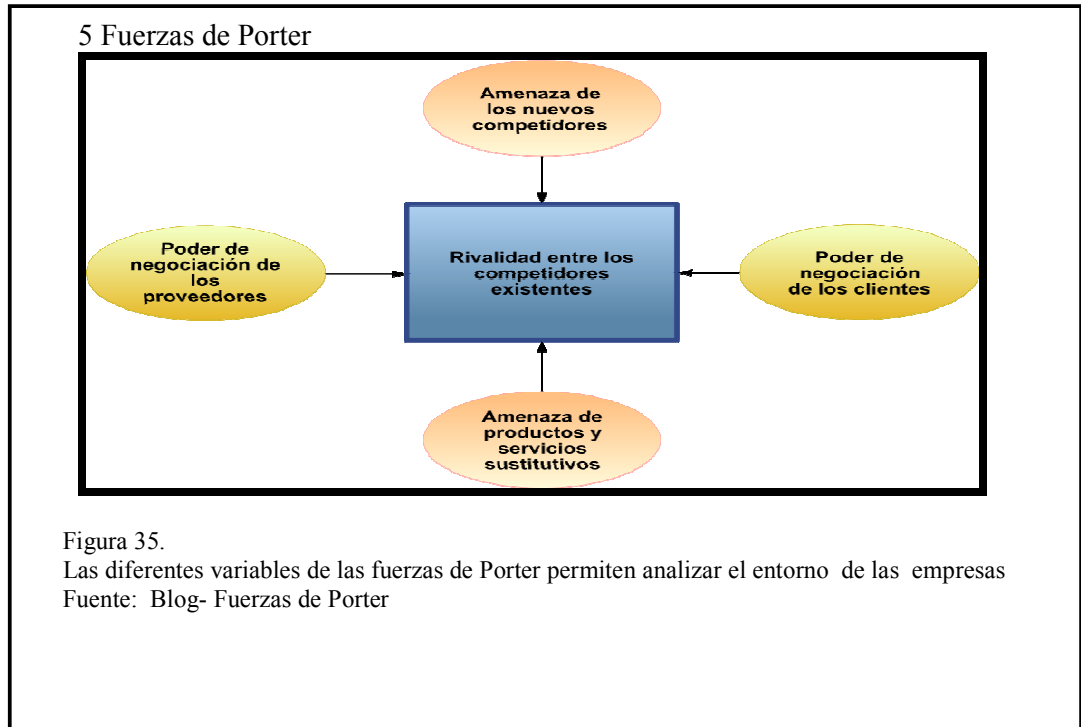 5 Fuerzas de Porter
Amenaza de
los nuevos
competidores
Poder de
negociación de
los
proveedores
Rivalidad entre los
competidores
existentes
Poder de
negociación
de los clientes
Amenaza de
productos y
servicios
sustitutivos
Figura 35.
Las diferentes variables de las fuerzas de Porter permiten analizar el entorno de las empresas
Fuente: Blog- Fuerzas de Porter